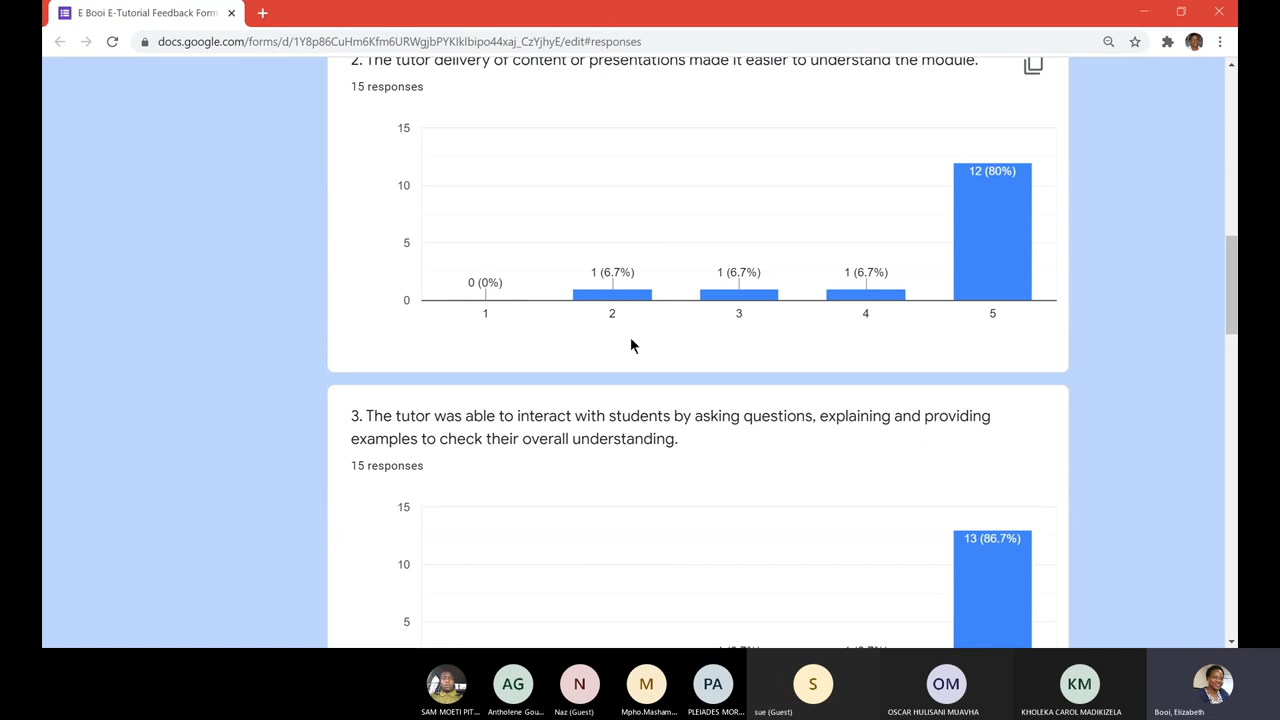 E Booi E-Tutorial Feedback Form
docs.google.com/forms/d/1Y8p86CuHm6Kfm6URWgjbPYKIklbipo44xaj_CzYjhyE/edit#responses
2. The tutor delivery of content or presentations made it easier to understand the module.
15 responses
15
10
5
0
0 (0%)
1 (6.7%)
1 (6.7%)
1 (6.7%)
12 (80%)
1
2
3
4
5
3. The tutor was able to interact with students by asking questions, explaining and providing
examples to check their overall understanding.
15 responses
15
10
5
13 (86.7%)
AG
N
M
PA
S
OM
KM
SAM MOETI PIT...
Antholene Gou...
Naz (Guest)
Mpho.Masham...
PLEIADES MOR...
sue (Guest)
OSCAR HULISANI MUAVHA
KHOLEKA CAROL MADIKIZELA
Booi, Elizabeth